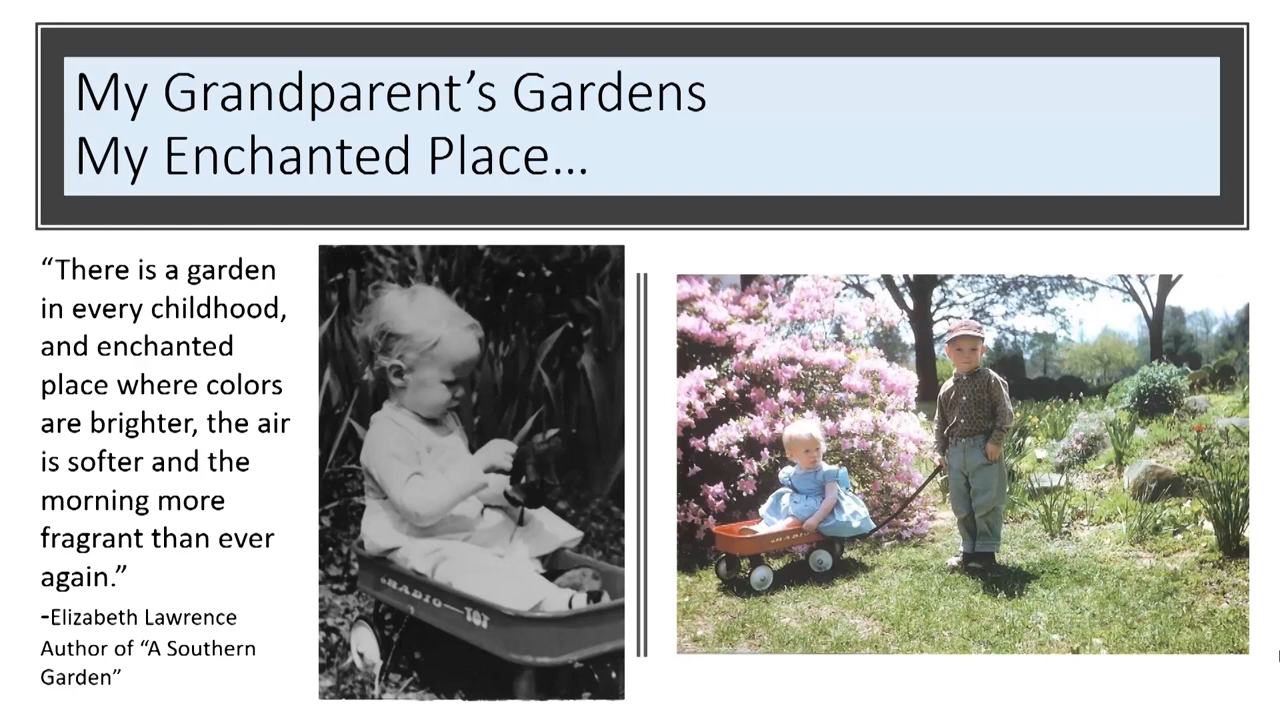 My Grandparent’s Gardens
My Enchanted Place…
“There is a garden
in every childhood,
and enchanted
place where colors
are brighter, the air
is softer and the
morning more
fragrant than ever
again.”
-Elizabeth Lawrence
Author of “A Southern
Garden”
RADIO